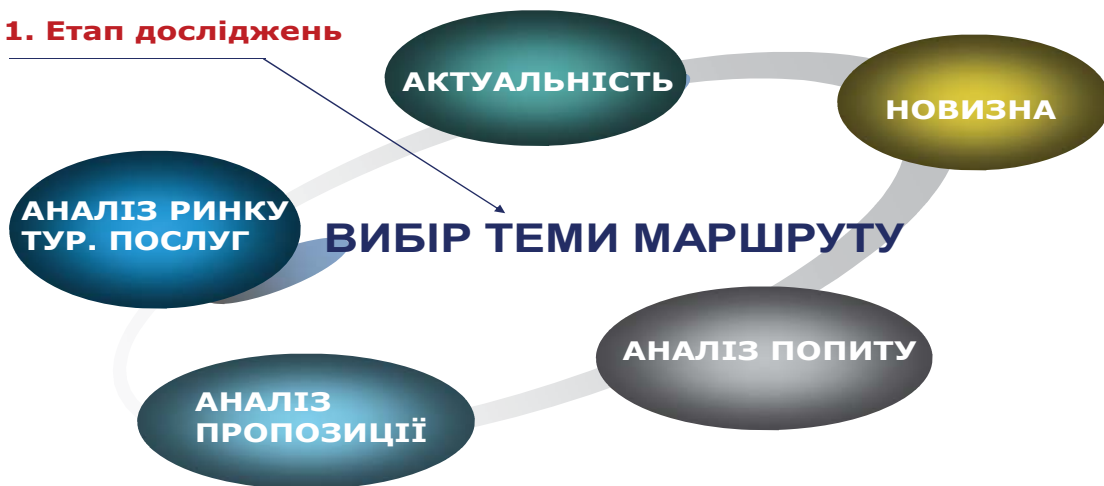 1. Етап досліджень
АКТУАЛЬНІСТЬ
НОВИЗНА
АНАЛІЗ РИНКУ
ТУР. ПОСЛУГ
ВИБІР ТЕМИ МАРШРУТУ
АНАЛІЗ ПОПИТУ
АНАЛІЗ
ПРОПОЗИЦІЇ